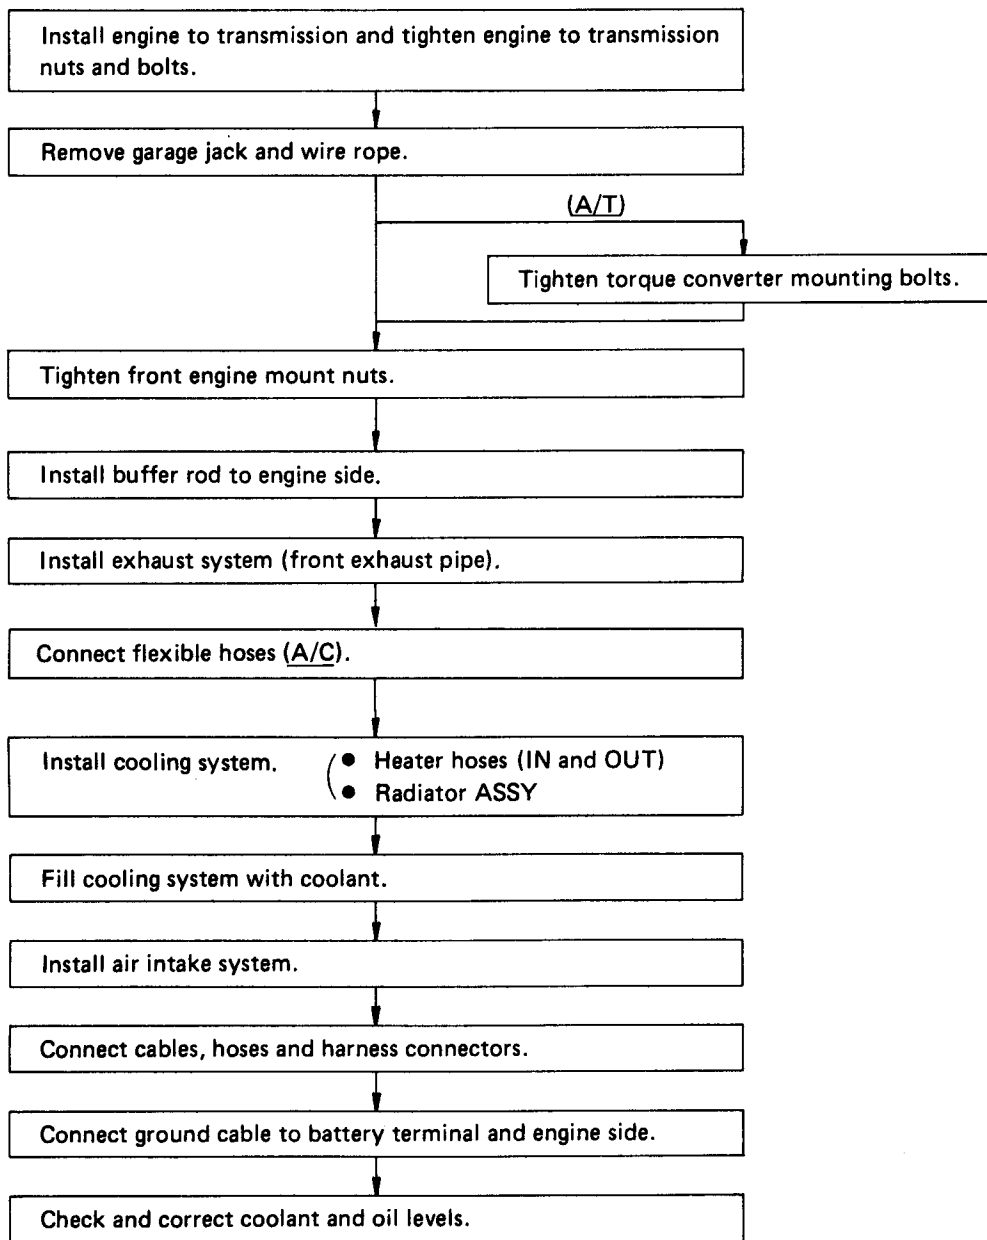 Install engine to transmission and tighten engine to transmission
nuts and bolts.
Remove garage jack and wire rope.
(A/T)
Tighten torque converter mounting bolts.
Tighten front engine mount nuts.
Install buffer rod to engine side.
Install exhaust system (front exhaust pipe).
Connect flexible hoses (A/C).
Install cooling system. ● Heater hoses (IN and OUT)
● Radiator ASSY
Fill cooling system with coolant.
Install air intake system.
Connect cables, hoses and harness connectors.
Connect ground cable to battery terminal and engine side.
Check and correct coolant and oil levels.